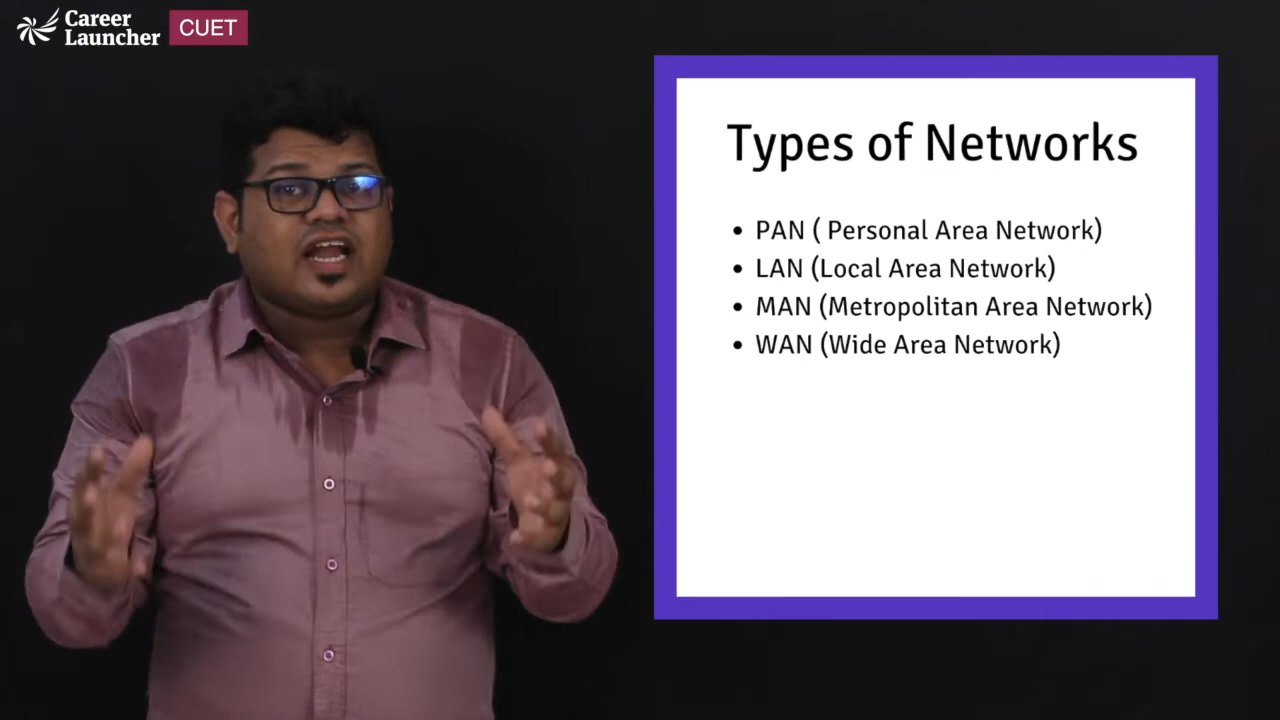 Career
Launcher
CUET
Types of Networks
• PAN ( Personal Area Network)
• LAN (Local Area Network)
• MAN (Metropolitan Area Network)
• WAN (Wide Area Network)